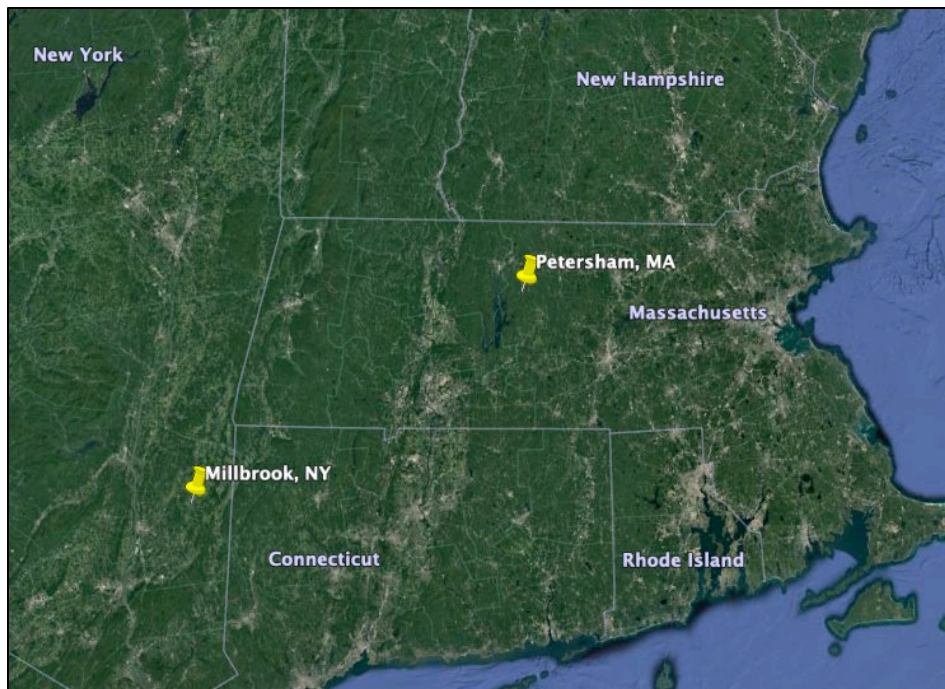 New York
New Hampshire
Petersham, MA
Massachusetts
Millbrook, NY
Connecticut
Rhode Island